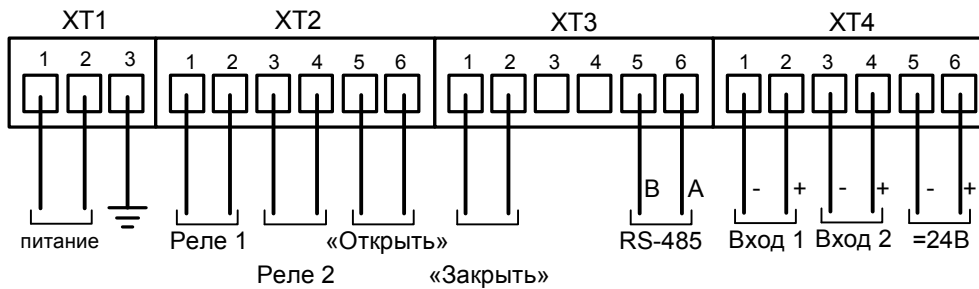 XT1 XT2 XT3 XT4
1 2 3 1 2 3 4 5 6 1 2 3 4 5 6 1 2 3 4 5 6
B A - + - + - +
питание Реле 1 «Открыть» RS-485 Вход 1 Вход 2 =24В
Реле 2 «Закрыть»